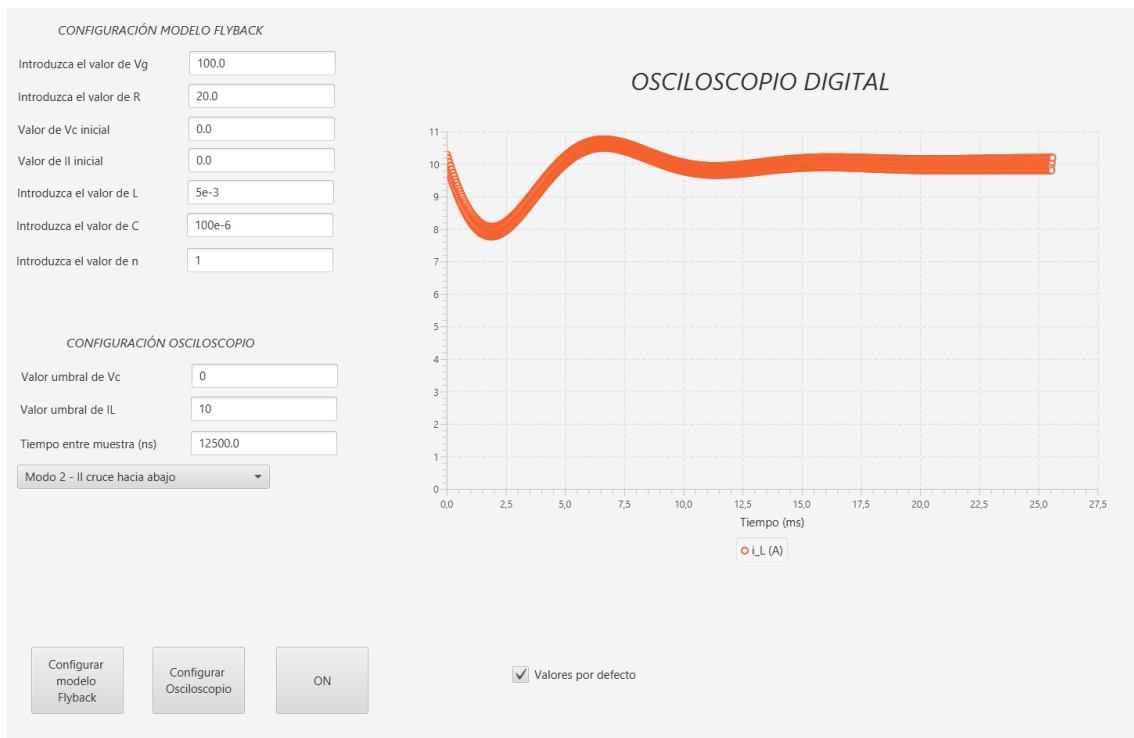 CONFIGURACIÓN MODELO FLYBACK
Introduzca el valor de Vg
100.0
Introduzca el valor de R
20.0
Valor de Vc inicial
0.0
Valor de Il inicial
0.0
Introduzca el valor de L
5e-3
Introduzca el valor de C
100e-6
Introduzca el valor de n
1
CONFIGURACIÓN OSCILOSCOPIO
Valor umbral de Vc
0
Valor umbral de IL
10
Tiempo entre muestra (ns)
12500.0
Modo 2 - Il cruce hacia abajo
Configurar
modelo
Flyback
Configurar
Osciloscopio
ON
OSCILOSCOPIO DIGITAL
11
10
9
8
7
6
5
4
3
2
1
0
0,0 2,5 5,0 7,5 10,0 12,5 15,0 17,5 20,0 22,5 25,0 27,5
Tiempo (ms)
i_L (A)
Valores por defecto